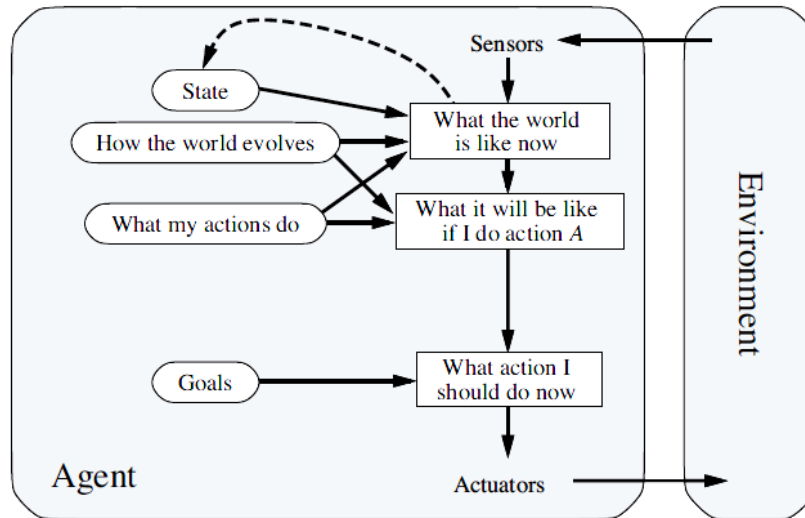 Sensors
State
What the world
is like now
How the world evolves
What my actions do
What it will be like
if I do action A
Goals
What action I
should do now
Agent
Actuators
Environment